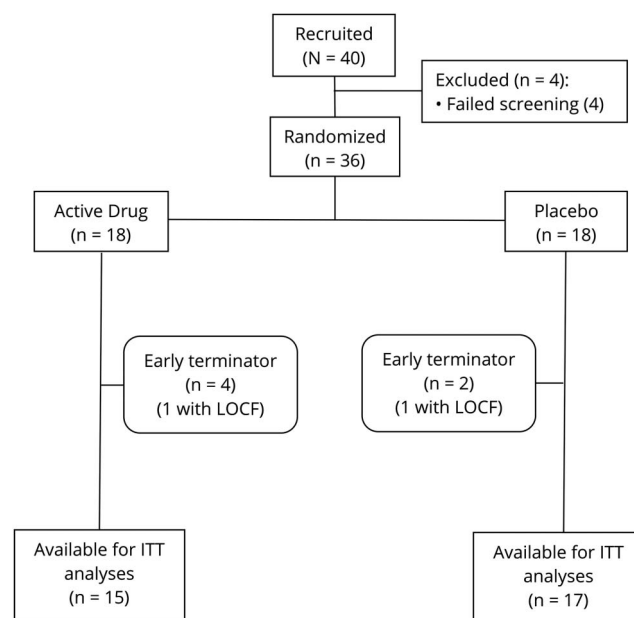 Recruited
(N = 40)
Excluded (n = 4):
• Failed screening (4)
Randomized
(n = 36)
Active Drug
(n = 18)
Placebo
(n = 18)
Early terminator
(n = 4)
(1 with LOCF)
Early terminator
(n = 2)
(1 with LOCF)
Available for ITT
analyses
(n = 15)
Available for ITT
analyses
(n = 17)